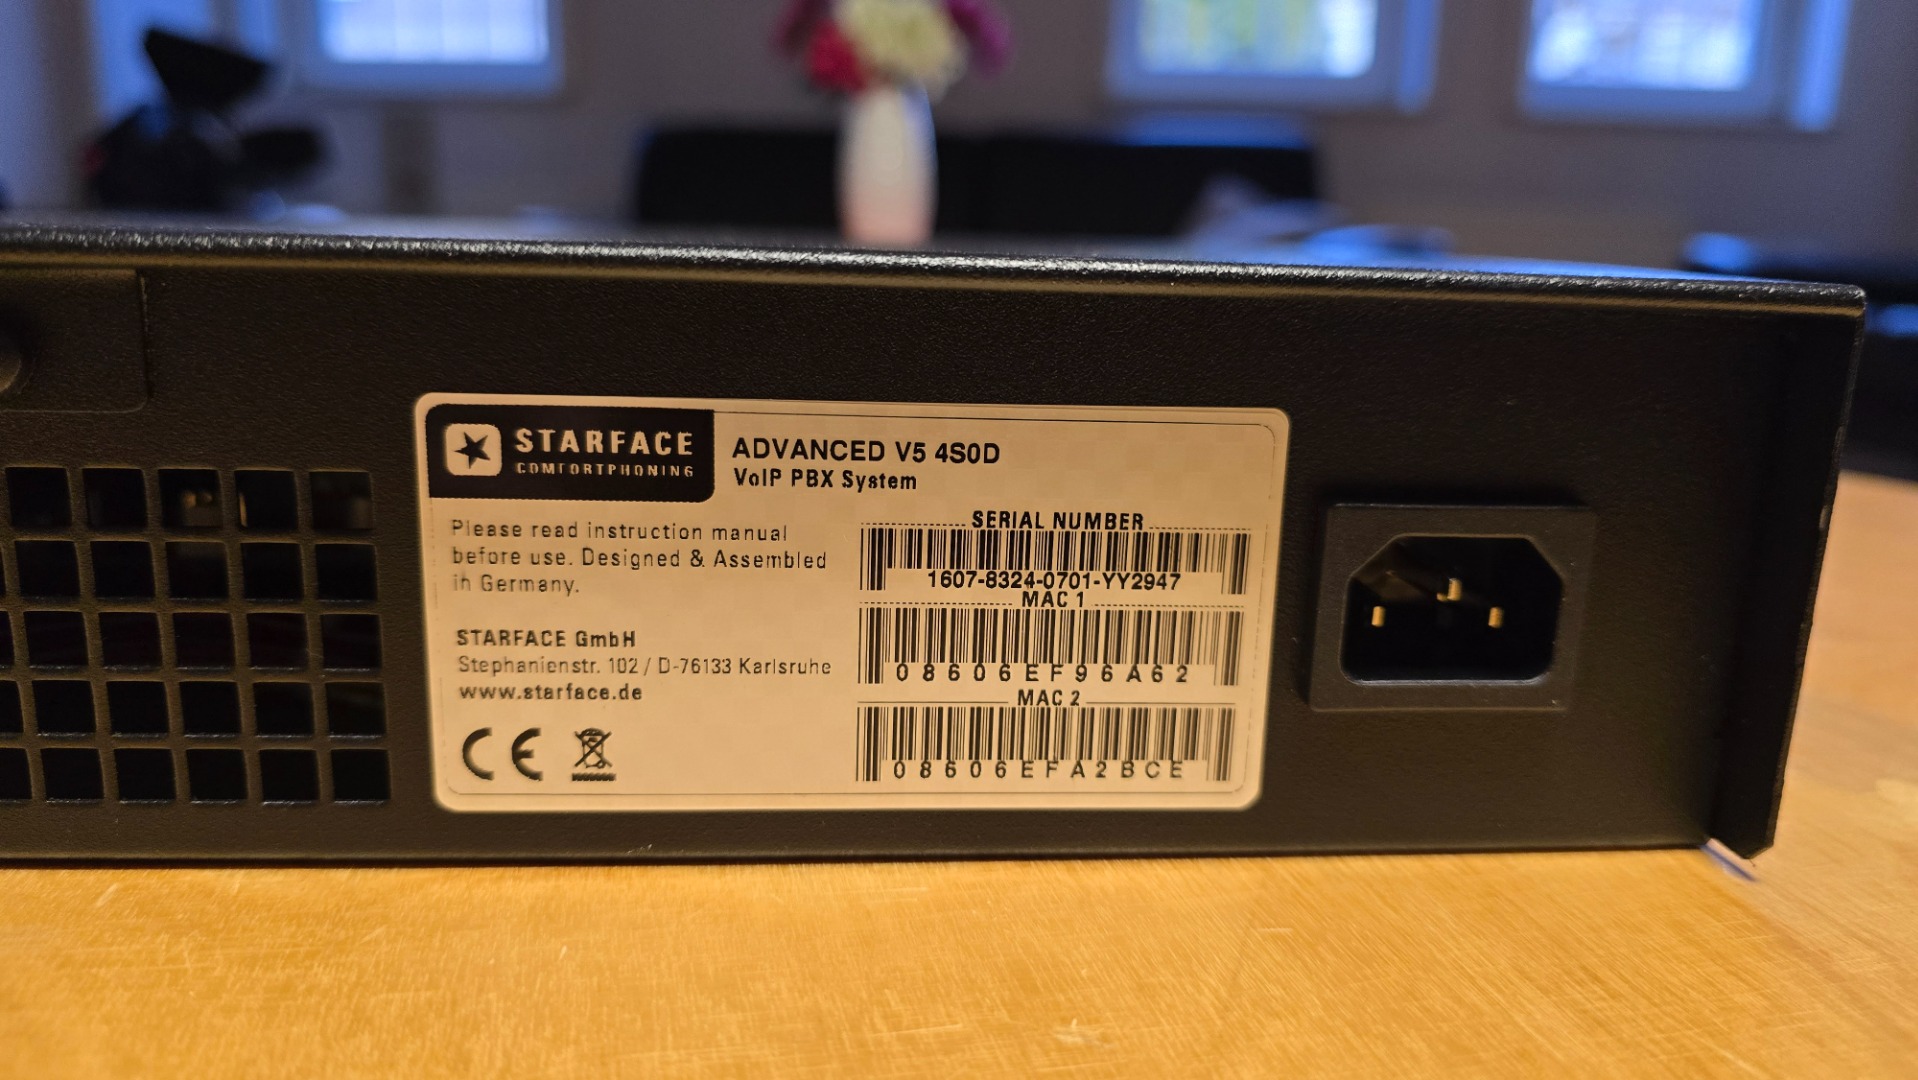 STARFACE
COMFORTPHONING
ADVANCED V5 4S0D
VoIP PBX System
Please read instruction manual
before use. Designed & Assembled
in Germany.
STARFACE GmbH
Stephanienstr. 102 / D-76133 Karlsruhe
www.starface.de
CE
SERIAL NUMBER
1607-8324-0701-YY2947
MAC 1
08606EF96A62
MAC 2
08606EFA2BCE